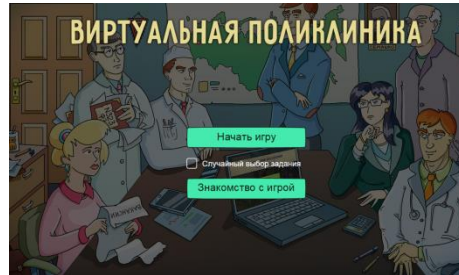 ВИРТУАЛЬНАЯ ПОЛИКЛИНИКА
Начать игру
Случайный выбор задания
Знакомство с игрой